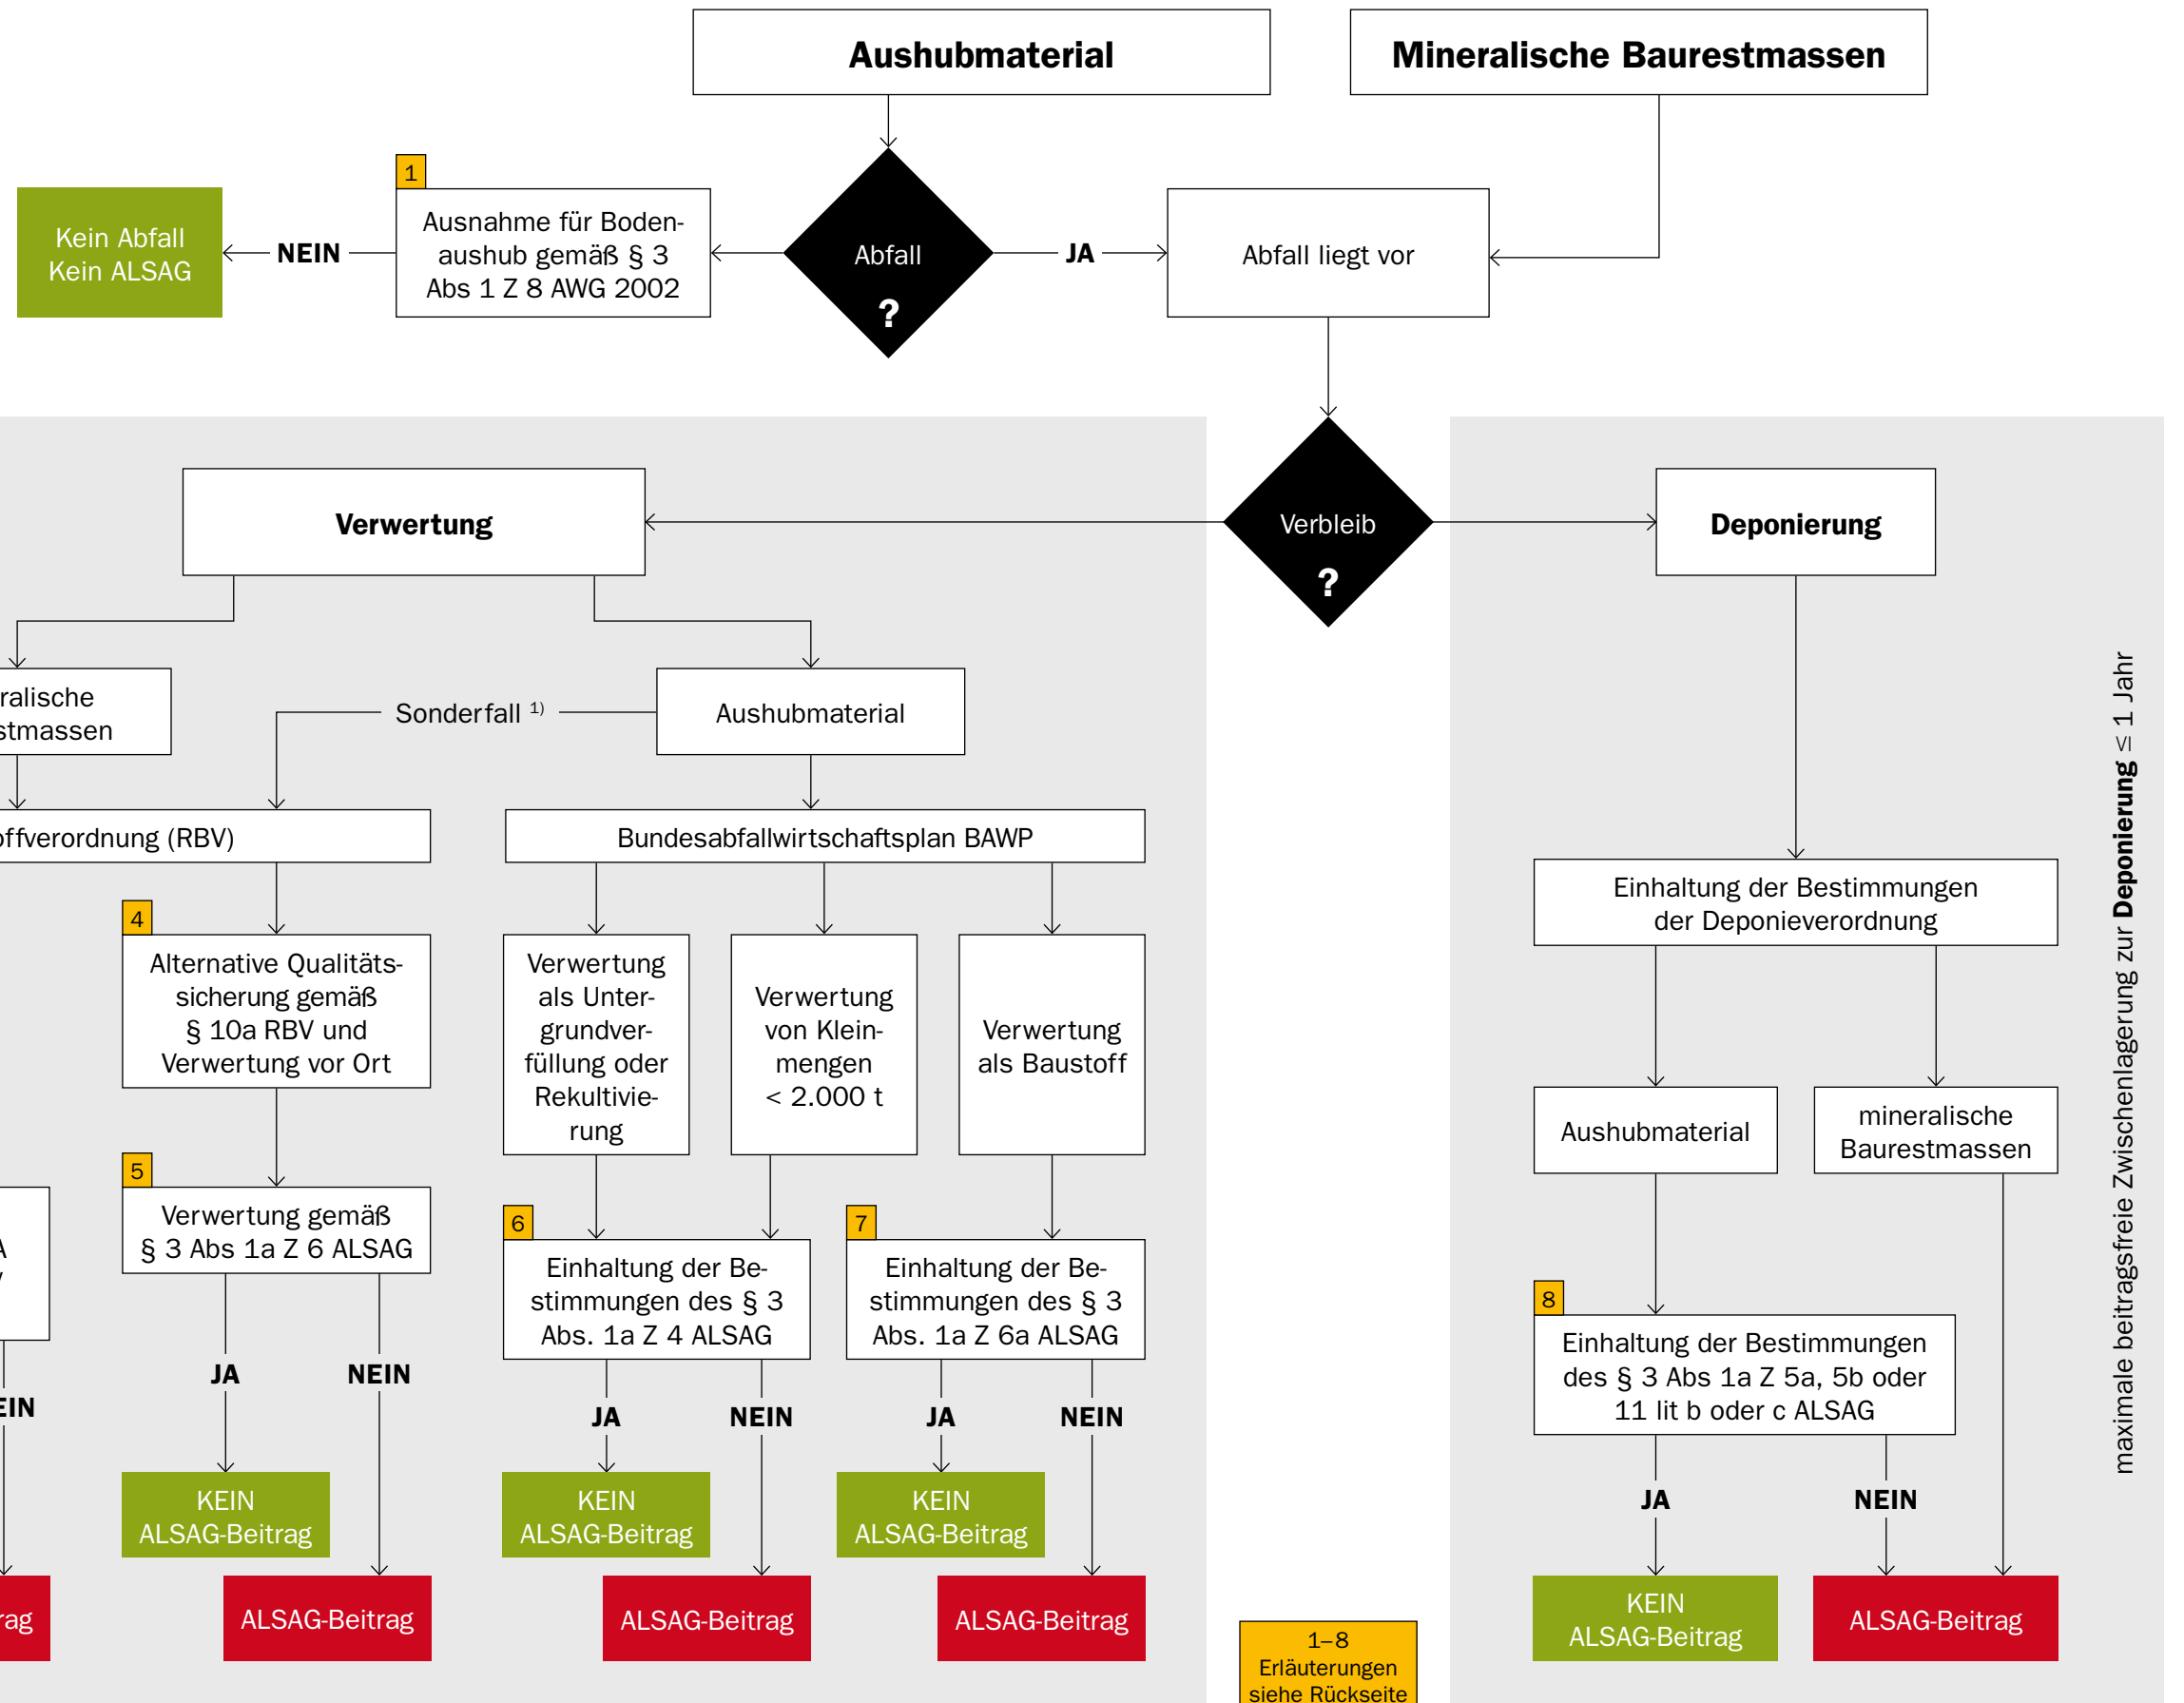 Aushubmaterial
Mineralische Baurestmassen
1
Kein Abfall
Kein ALSAG
NEIN
Ausnahme für Boden-
aushub gemäß § 3
Abs 1 Z 8 AWG 2002
Abfall
?
JA
Abfall liegt vor
Verwertung
Verbleib
?
Deponierung
ralische
stmassen
Sonderfall 1)
Aushubmaterial
offverordnung (RBV)
Bundesabfallwirtschaftsplan BAWP
Einhaltung der Bestimmungen
der Deponieverordnung
4
Alternative Qualitäts-
sicherung gemäß
§ 10a RBV und
Verwertung vor Ort
Verwertung
als Unter-
grundver-
füllung oder
Rekultivie-
rung
Verwertung
von Klein-
mengen
< 2.000 t
Verwertung
als Baustoff
Aushubmaterial
mineralische
Baurestmassen
5
Verwertung gemäß
§ 3 Abs 1a Z 6 ALSAG
6
Einhaltung der Be-
stimmungen des § 3
Abs. 1a Z 4 ALSAG
7
Einhaltung der Be-
stimmungen des § 3
Abs. 1a Z 6a ALSAG
8
Einhaltung der Bestimmungen
des § 3 Abs 1a Z 5a, 5b oder
11 lit b oder c ALSAG
EIN
JA
NEIN
JA
NEIN
JA
NEIN
JA
NEIN
KEIN
ALSAG-Beitrag
KEIN
ALSAG-Beitrag
KEIN
ALSAG-Beitrag
rag
ALSAG-Beitrag
ALSAG-Beitrag
ALSAG-Beitrag
KEIN
ALSAG-Beitrag
ALSAG-Beitrag
1–8
Erläuterungen
siehe Rückseite
maximale beitragsfreie Zwischenlagerung zur Deponierung ≤ 1 Jahr